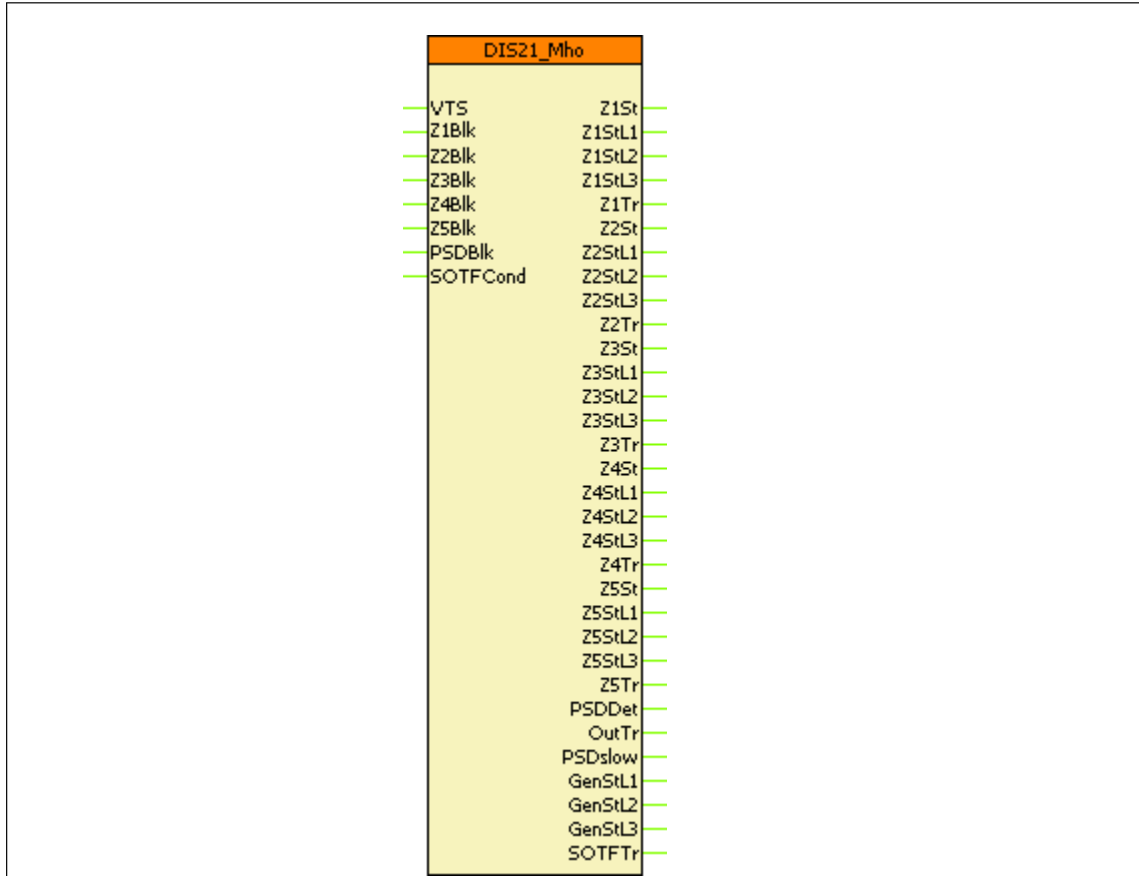 DIS21_Mho
VTS Z1St
Z1Blk Z1StL1
Z2Blk Z1StL2
Z3Blk Z1StL3
Z4Blk Z1Tr
Z5Blk Z2St
PSDBlk Z2StL1
SOTFCond Z2StL2
Z2StL3
Z2Tr
Z3St
Z3StL1
Z3StL2
Z3StL3
Z3Tr
Z4St
Z4StL1
Z4StL2
Z4StL3
Z4Tr
Z5St
Z5StL1
Z5StL2
Z5StL3
Z5Tr
PSDDet
OutTr
PSDslow
GenStL1
GenStL2
GenStL3
SOTFTr